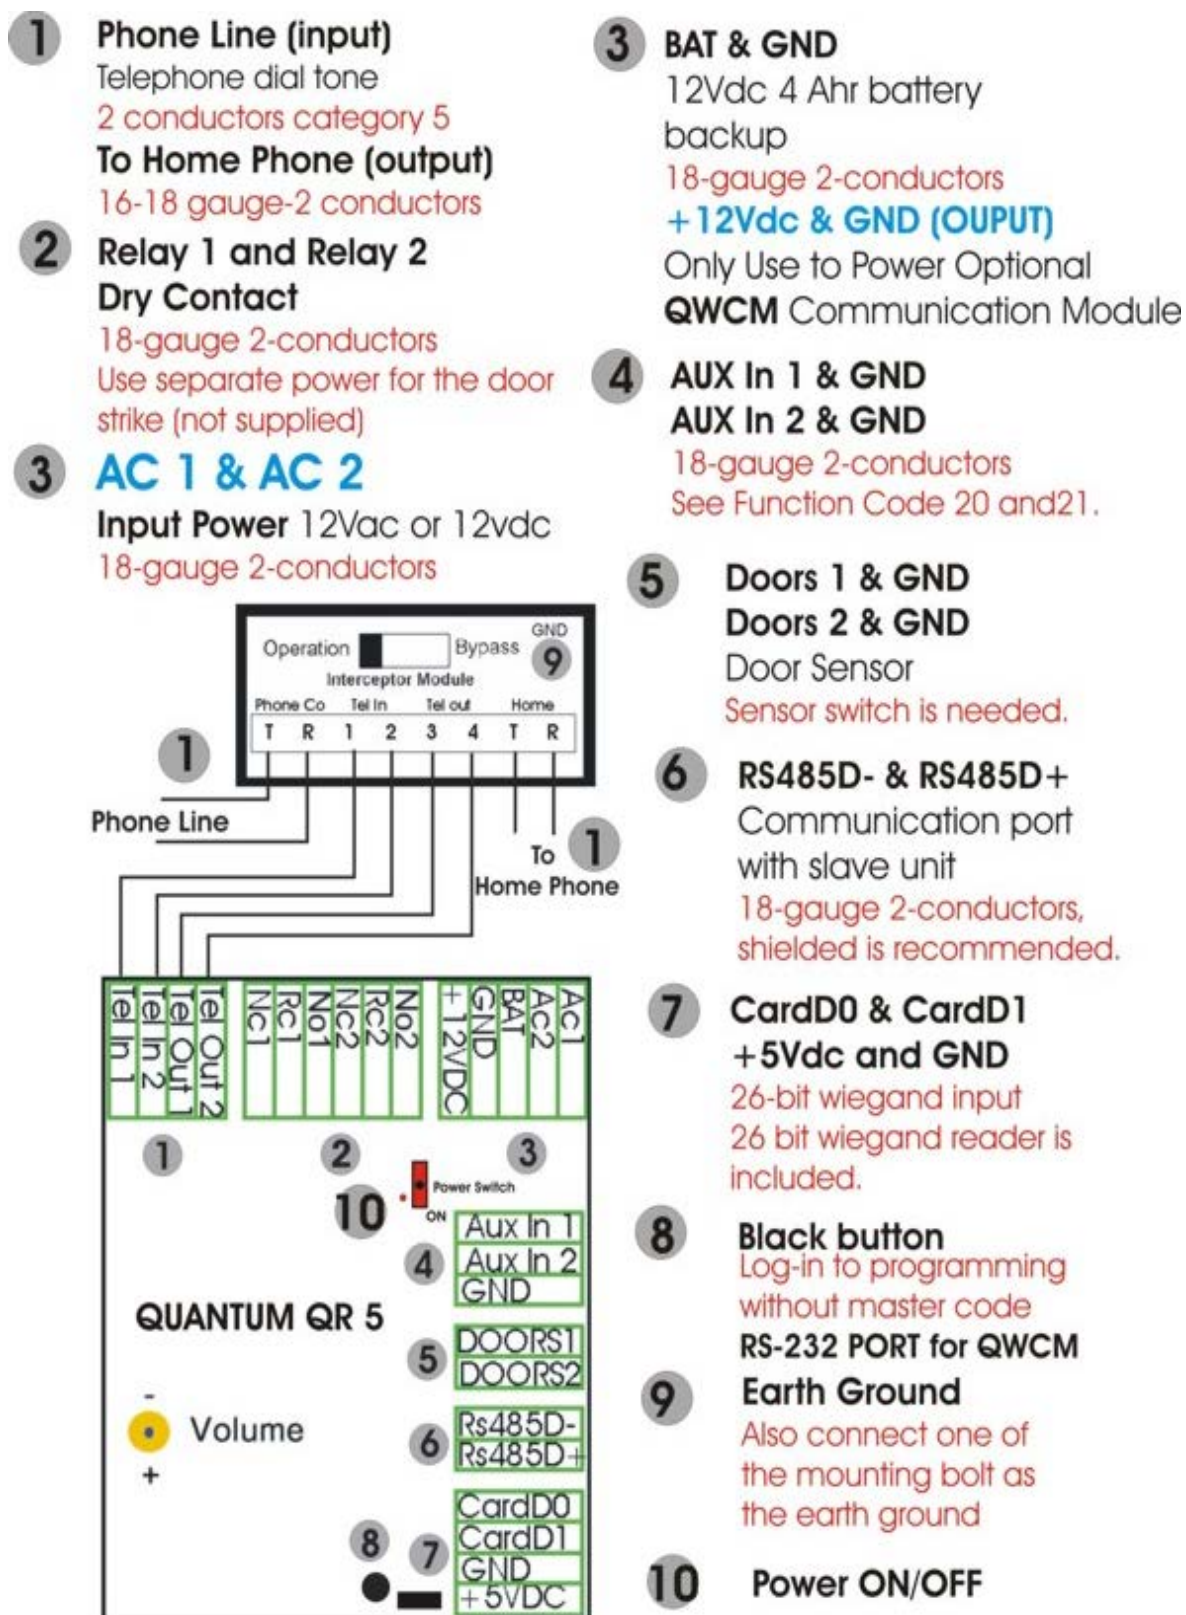 1 Phone Line (input)
Telephone dial tone
2 conductors category 5
To Home Phone (output)
16-18 gauge-2 conductors
2 Relay 1 and Relay 2
Dry Contact
18-gauge 2-conductors
Use separate power for the door
strike (not supplied)
3 AC 1 & AC 2
Input Power 12Vac or 12vdc
18-gauge 2-conductors
3 BAT & GND
12Vdc 4 Ahr battery
backup
18-gauge 2-conductors
+12Vdc & GND (OUPUT)
Only Use to Power Optional
QWCM Communication Module
4 AUX In 1 & GND
AUX In 2 & GND
18-gauge 2-conductors
See Function Code 20 and21.
5 Doors 1 & GND
Doors 2 & GND
Door Sensor
Sensor switch is needed.
6 RS485D- & RS485D+
Communication port
with slave unit
18-gauge 2-conductors,
shielded is recommended.
7 CardD0 & CardD1
+5Vdc and GND
26-bit wiegand input
26 bit wiegand reader is
included.
8 Black button
Log-in to programming
without master code
RS-232 PORT for QWCM
9 Earth Ground
Also connect one of
the mounting bolt as
the earth ground
10 Power ON/OFF
Operation Bypass GND
9
Interceptor Module
Phone Co Tel In Tel out Home
T R 1 2 3 4 T R
1
Phone Line
To 1
Home Phone
Tel In 1
Tel In 2
Tel Out 1
Tel Out 2
Nc1
Rc1
No1
Nc2
Rc2
No2
+12VDC
GND
BAT
Ac2
Ac1
1 2 3
10 Power Switch
ON
4
Aux In 1
Aux In 2
GND
QUANTUM QR 5
5
DOORS1
DOORS2
-
Volume
+
6
Rs485D-
Rs485D+
8 7
CardD0
CardD1
GND
+5VDC